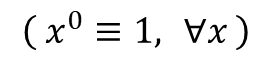 ( x⁰ ≡ 1, ∀x )